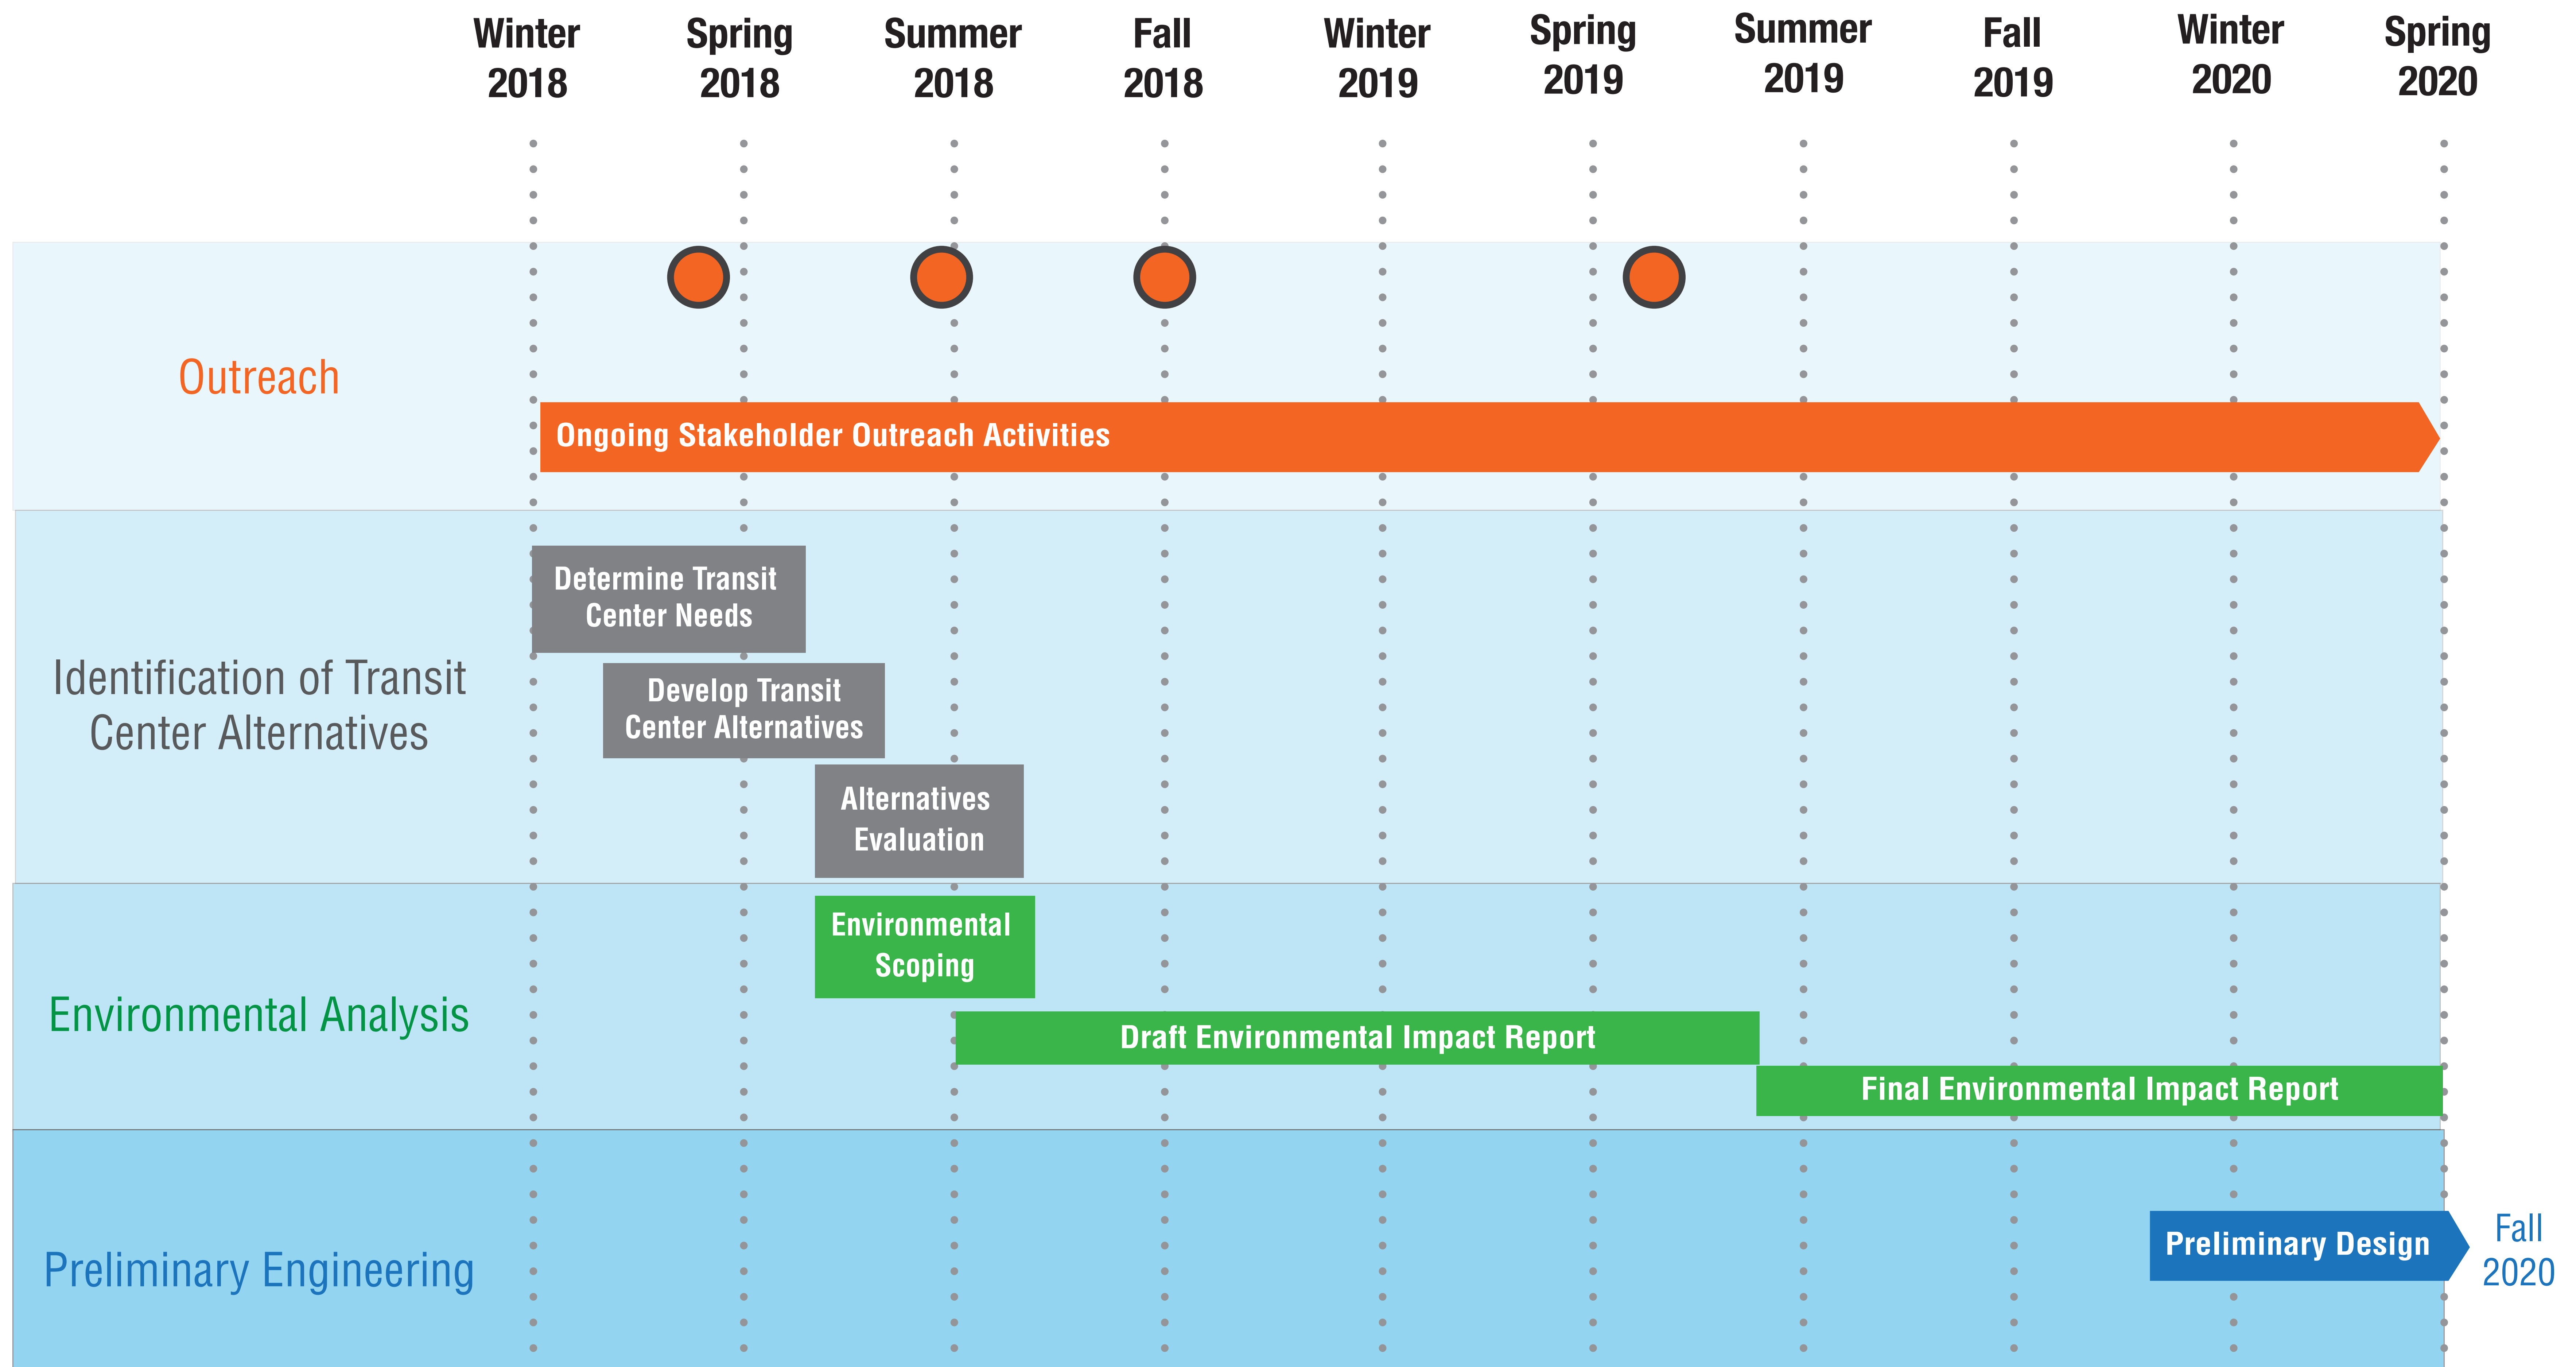 Winter
2018
Spring
2018
Summer
2018
Fall
2018
Winter
2019
Spring
2019
Summer
2019
Fall
2019
Winter
2020
Spring
2020
Outreach
Ongoing Stakeholder Outreach Activities
Identification of Transit
Center Alternatives
Determine Transit
Center Needs
Develop Transit
Center Alternatives
Alternatives
Evaluation
Environmental Analysis
Environmental
Scoping
Draft Environmental Impact Report
Final Environmental Impact Report
Preliminary Engineering
Preliminary Design
Fall
2020